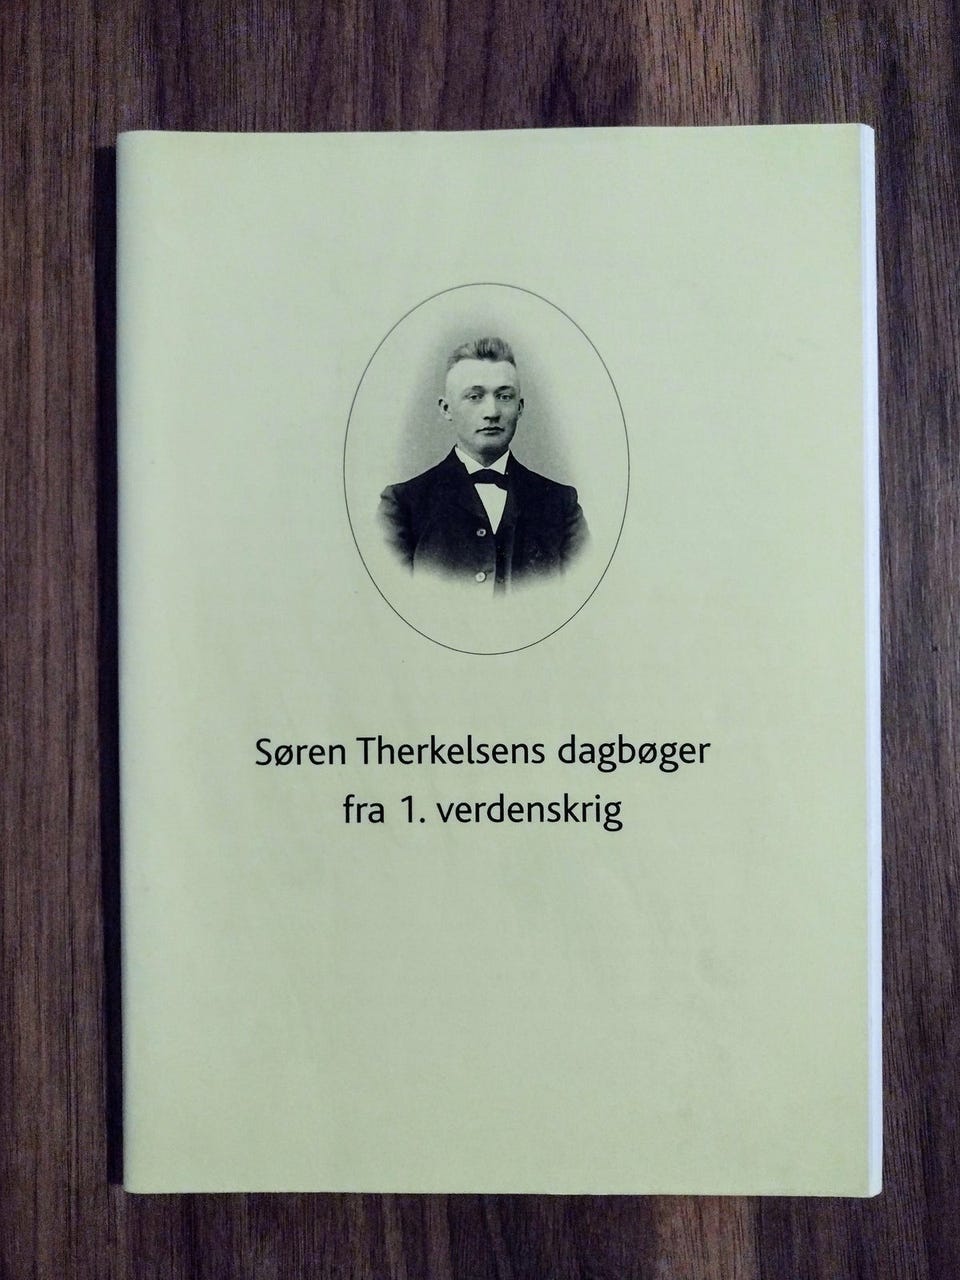 Søren Therkelsens dagbøger
fra 1. verdenskrig